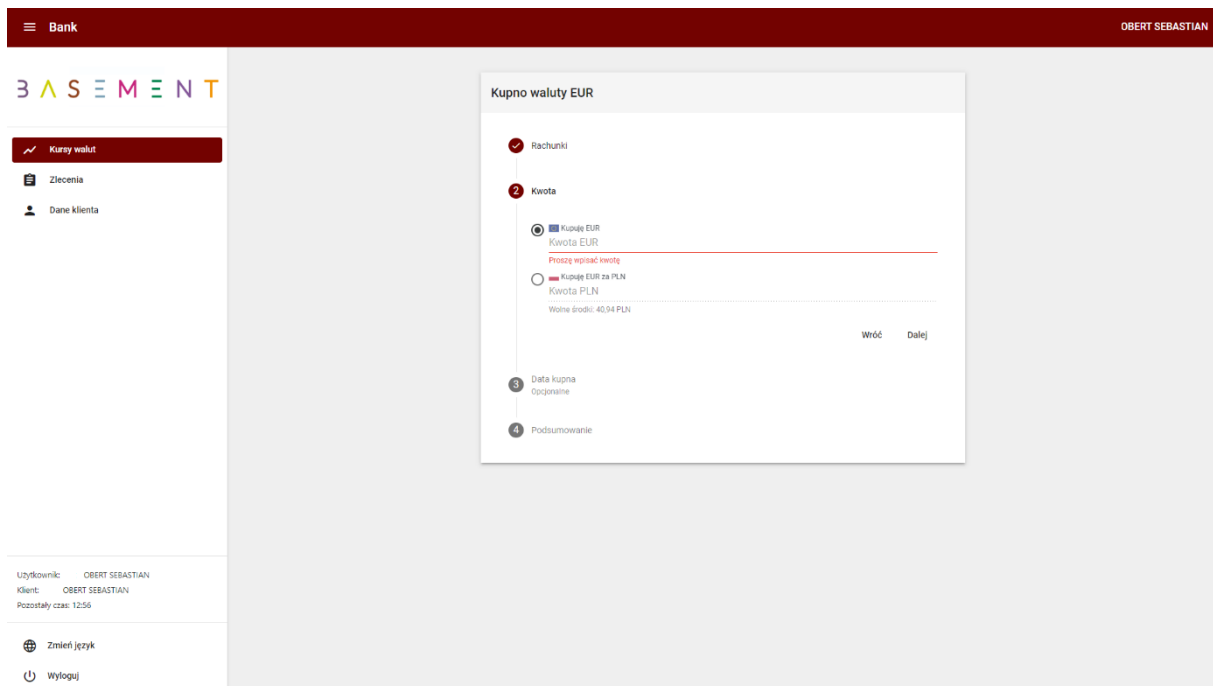 Bank
OBERT SEBASTIAN
BASEMENT
Kursy walut
Zlecenia
Dane klienta
Kupno waluty EUR
Rachunki
2 Kwota
Kupuję EUR
Kwota EUR
Proszę wpisać kwotę
Kupuję EUR za PLN
Kwota PLN
Wolne środki: 40,94 PLN
Wróć Dalej
3 Data kupna
Opcjonalne
4 Podsumowanie
Użytkownik: OBERT SEBASTIAN
Klient: OBERT SEBASTIAN
Pozostały czas: 12:56
Zmień język
Wyloguj